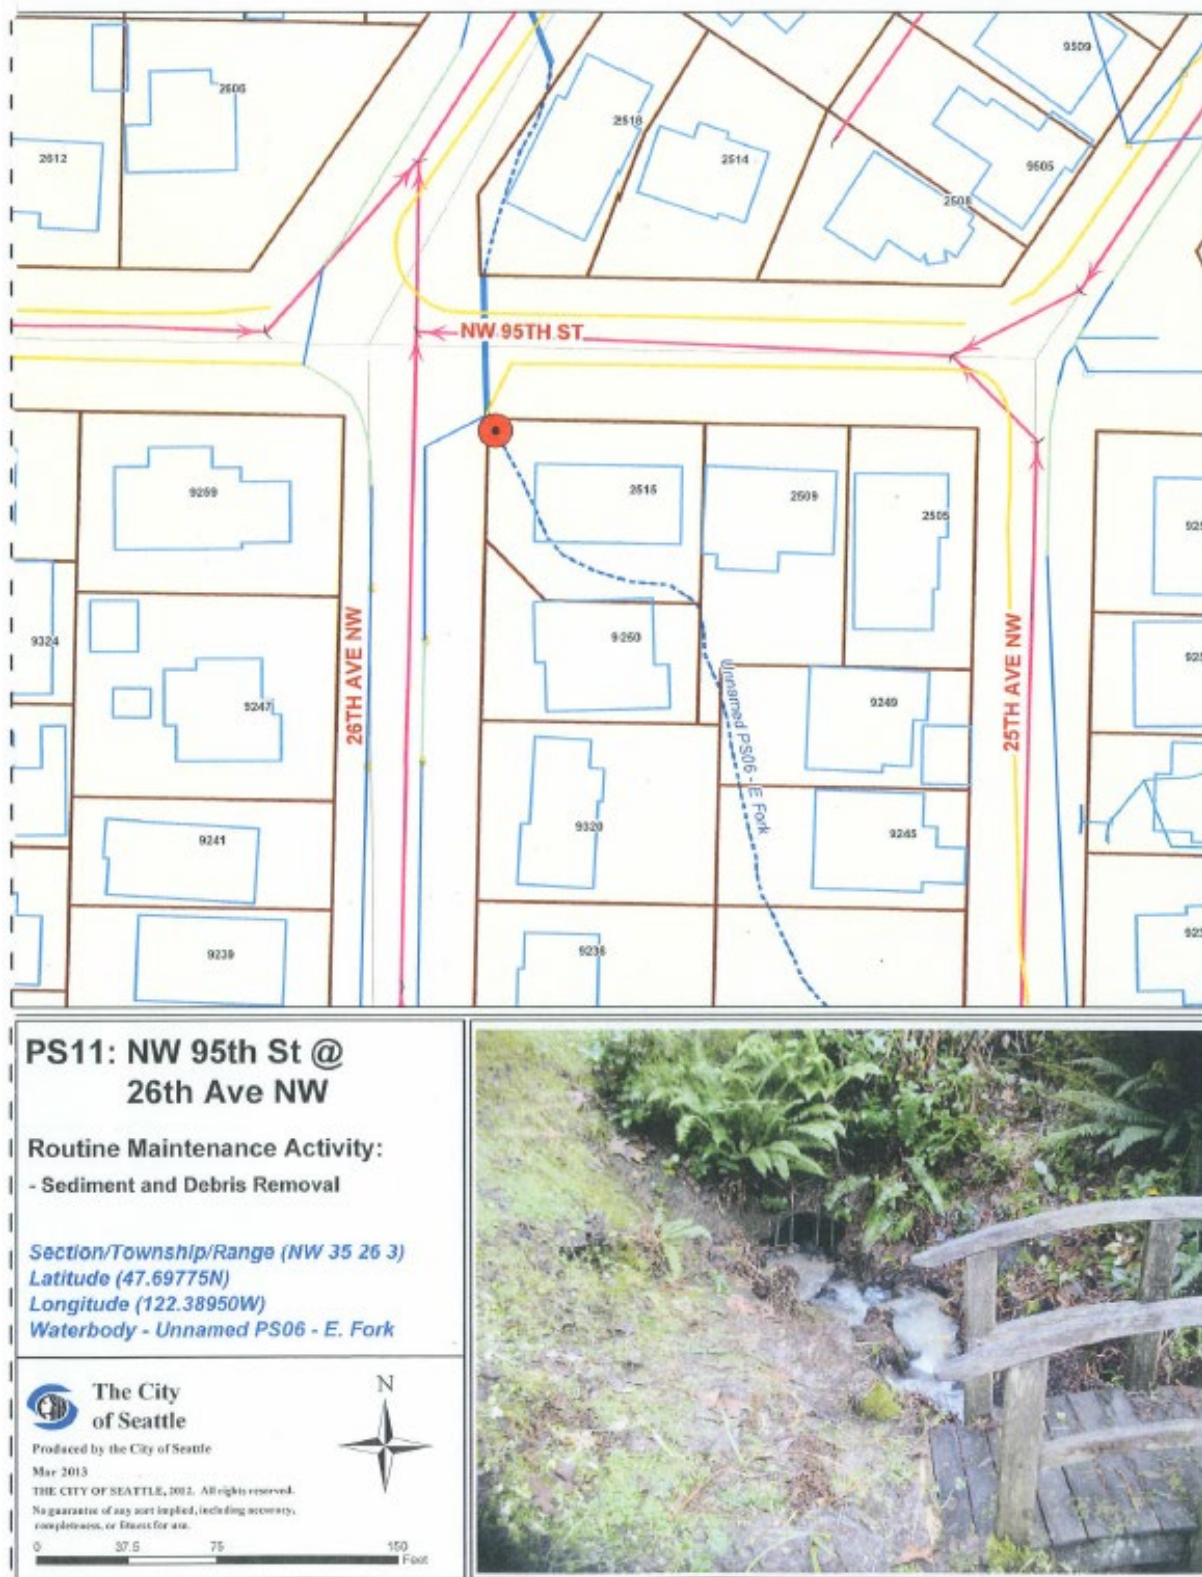 9509
2606
2518
2612
2514
9505
2508
NW 95TH ST
9259
2515
2509
2505
9324
26TH AVE NW
9250
25TH AVE NW
Unnamed PS06 - E. Fork
9247
9249
9320
9241
9245
9239
9236
PS11: NW 95th St @
26th Ave NW
Routine Maintenance Activity:
- Sediment and Debris Removal
Section/Township/Range (NW 35 26 3)
Latitude (47.69775N)
Longitude (122.38950W)
Waterbody - Unnamed PS06 - E. Fork
The City
of Seattle
N
Produced by the City of Seattle
Mar 2013
THE CITY OF SEATTLE, 2012. All rights reserved.
No guarantee of any sort implied, including accuracy,
completeness, or fitness for use.
0 37.5 75 150
Feet